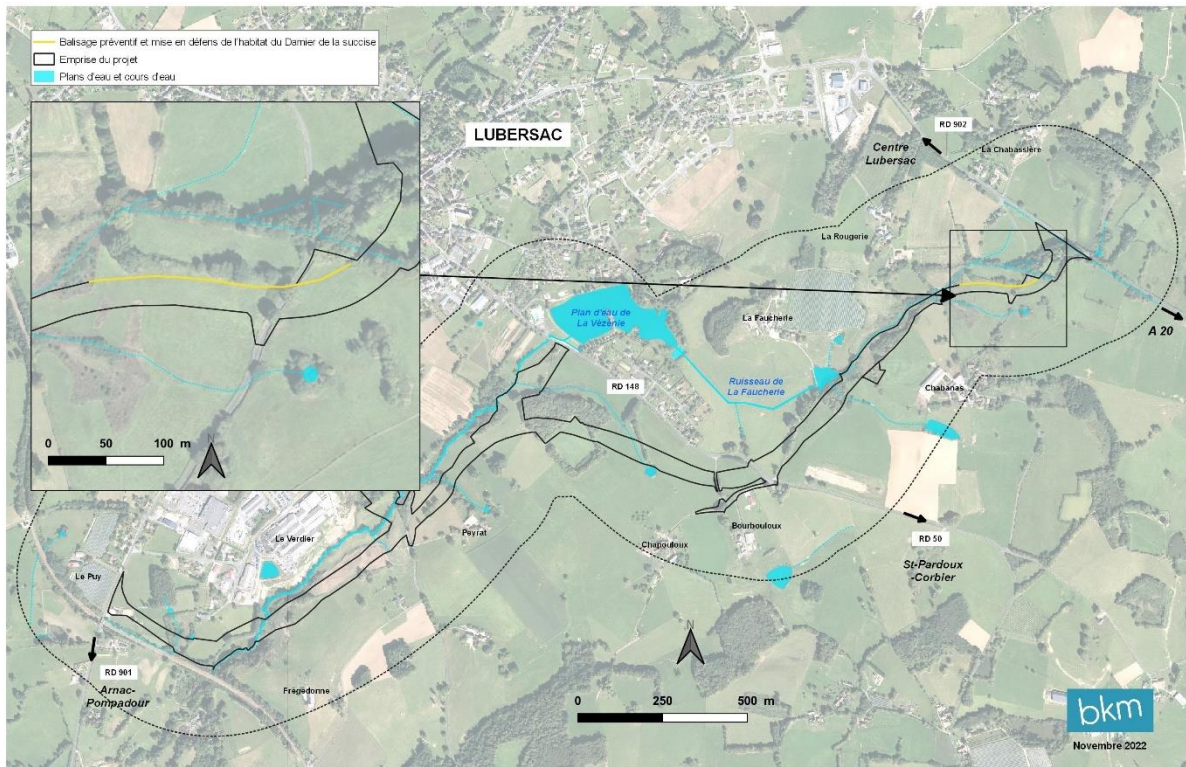 Balisage préventif et mise en défens de l'habitat du Damier de la succise
Emprise du projet
Plans d'eau et cours d'eau
LUBERSAC
RD 902
Centre
Lubersac
La Chabassière
La Rougerie
Plan d'eau de
La Vézénie
La Faucherie
A 20
RD 148
Ruisseau de
La Faucherie
Chabanas
0 50 100 m
N
Le Verdier
Peyrat
Bourbouloux
Chapouloux
RD 50
St-Pardoux
-Corbier
Le Puy
RD 901
Arnac-
Pompadour
Frégédonne
N
0 250 500 m
bkm
Novembre 2022